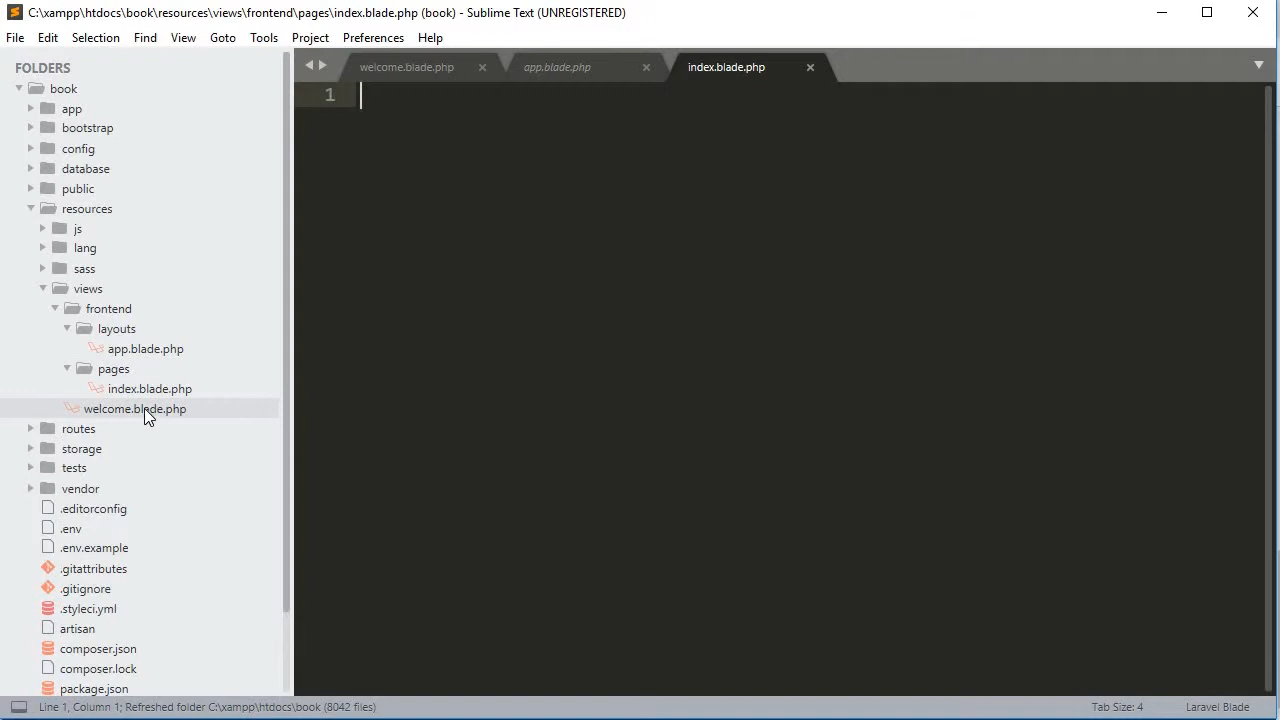 C:\xampp\htdocs\book\resources\views\frontend\pages\index.blade.php (book) - Sublime Text (UNREGISTERED)
File Edit Selection Find View Goto Tools Project Preferences Help
FOLDERS
book
app
bootstrap
config
database
public
resources
js
lang
sass
views
frontend
layouts
app.blade.php
pages
index.blade.php
welcome.blade.php
routes
storage
tests
vendor
.editorconfig
.env
.env.example
.gitattributes
.gitignore
.styleci.yml
artisan
composer.json
composer.lock
package.json
welcome.blade.php app.blade.php index.blade.php
1
Line 1, Column 1; Refreshed folder C:\xampp\htdocs\book (8042 files) Tab Size: 4 Laravel Blade